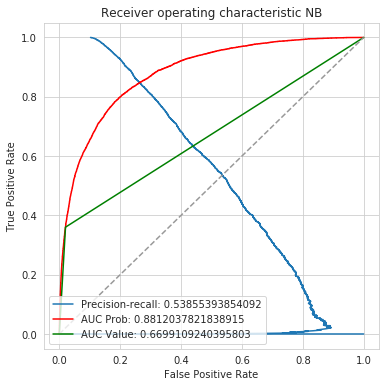 Receiver operating characteristic NB
1.0
0.8
0.6
0.4
0.2
0.0
True Positive Rate
Precision-recall: 0.53855393854092
AUC Prob: 0.8812037821838915
AUC Value: 0.6699109240395803
0.0 0.2 0.4 0.6 0.8 1.0
False Positive Rate